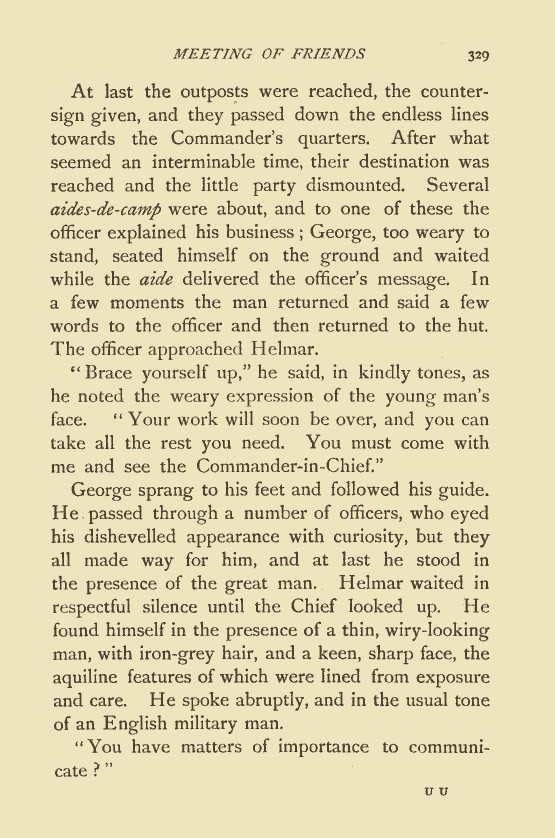 MEETING OF FRIENDS 329
At last the outposts were reached, the counter-
sign given, and they passed down the endless lines
towards the Commander's quarters. After what
seemed an interminable time, their destination was
reached and the little party dismounted. Several
aides-de-camp were about, and to one of these the
officer explained his business ; George, too weary to
stand, seated himself on the ground and waited
while the aide delivered the officer's message. In
a few moments the man returned and said a few
words to the officer and then returned to the hut.
The officer approached Helmar.
“Brace yourself up,” he said, in kindly tones, as
he noted the weary expression of the young man's
face. “Your work will soon be over, and you can
take all the rest you need. You must come with
me and see the Commander-in-Chief.”
George sprang to his feet and followed his guide.
He passed through a number of officers, who eyed
his dishevelled appearance with curiosity, but they
all made way for him, and at last he stood in
the presence of the great man. Helmar waited in
respectful silence until the Chief looked up. He
found himself in the presence of a thin, wiry-looking
man, with iron-grey hair, and a keen, sharp face, the
aquiline features of which were lined from exposure
and care. He spoke abruptly, and in the usual tone
of an English military man.
“You have matters of importance to communi-
cate ?”
U U